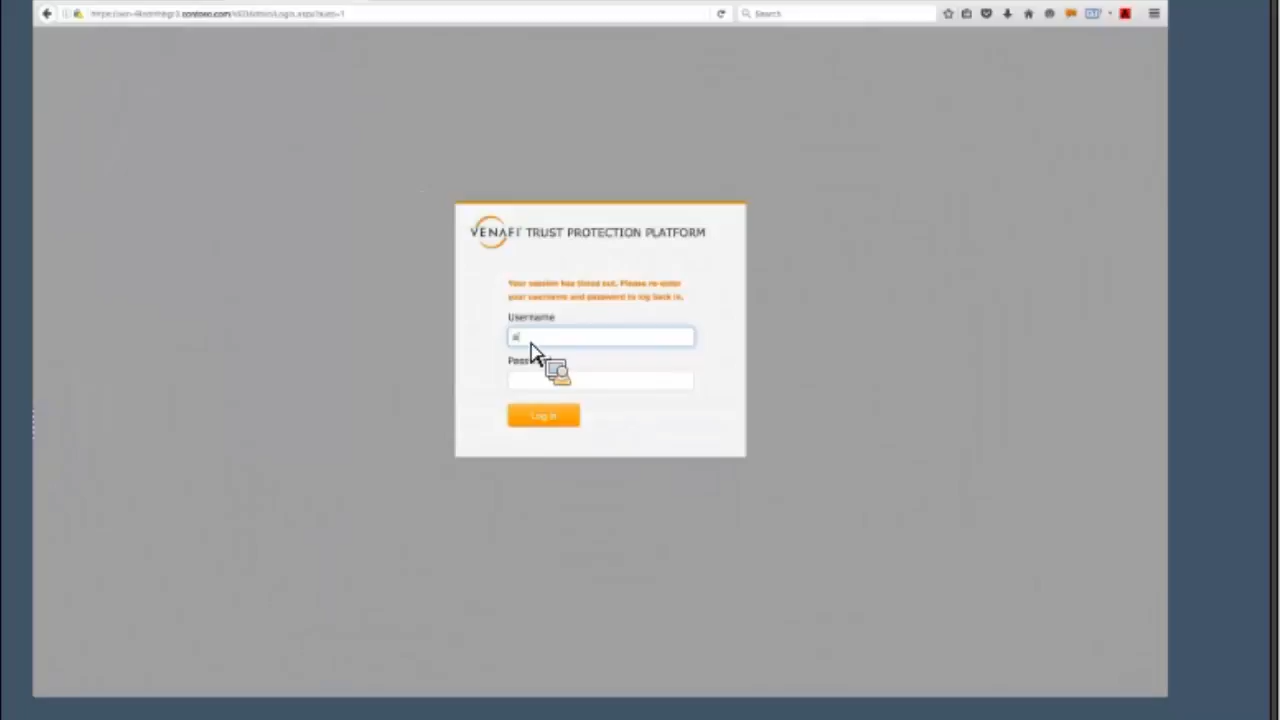 Search
VENAFI TRUST PROTECTION PLATFORM
Your session has timed out. Please re-enter
your username and password to log back in.
Username
Log in